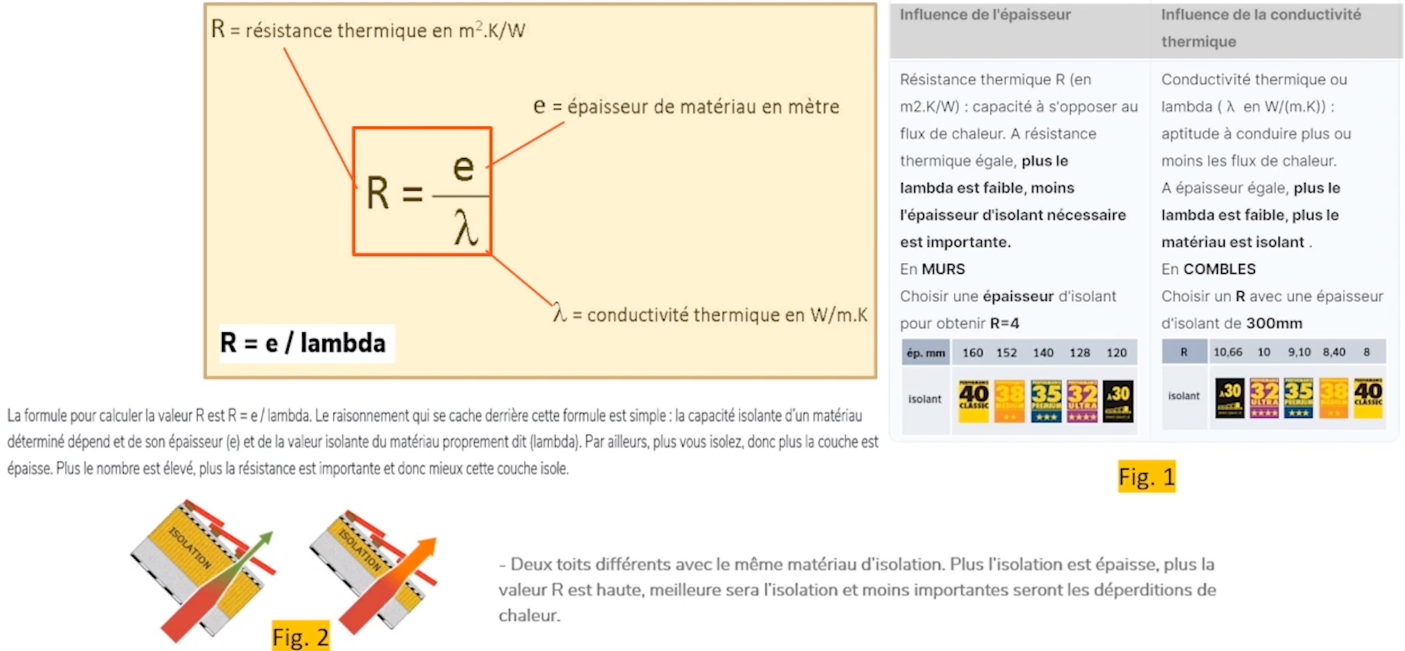 R = résistance thermique en m².K/W
e = épaisseur de matériau en mètre
R = e / λ
λ = conductivité thermique en W/m.K
R = e / lambda
La formule pour calculer la valeur R est R = e / lambda. Le raisonnement qui se cache derrière cette formule est simple : la capacité isolante d'un matériau
déterminé dépend et de son épaisseur (e) et de la valeur isolante du matériau proprement dit (lambda). Par ailleurs, plus vous isolez, donc plus la couche est
épaisse. Plus le nombre est élevé, plus la résistance est importante et donc mieux cette couche isole.
Influence de l'épaisseur
Résistance thermique R (en
m2.K/W) : capacité à s'opposer au
flux de chaleur. A résistance
thermique égale, plus le
lambda est faible, moins
l'épaisseur d'isolant nécessaire
est importante.
En MURS
Choisir une épaisseur d'isolant
pour obtenir R=4
ép. mm 160 152 140 128 120
isolant 40 CLASSIC 38 35 PREMIUM 32 ULTRA λ30
Influence de la conductivité
thermique
Conductivité thermique ou
lambda ( λ en W/(m.K)) :
aptitude à conduire plus ou
moins les flux de chaleur.
A épaisseur égale, plus le
lambda est faible, plus le
matériau est isolant .
En COMBLES
Choisir un R avec une épaisseur
d'isolant de 300mm
R 10,66 10 9,10 8,40 8
isolant λ30 32 ULTRA 35 PREMIUM 38 40 CLASSIC
Fig. 1
ISOLATION
ISOLATION
Fig. 2
- Deux toits différents avec le même matériau d'isolation. Plus l'isolation est épaisse, plus la
valeur R est haute, meilleure sera l'isolation et moins importantes seront les déperditions de
chaleur.